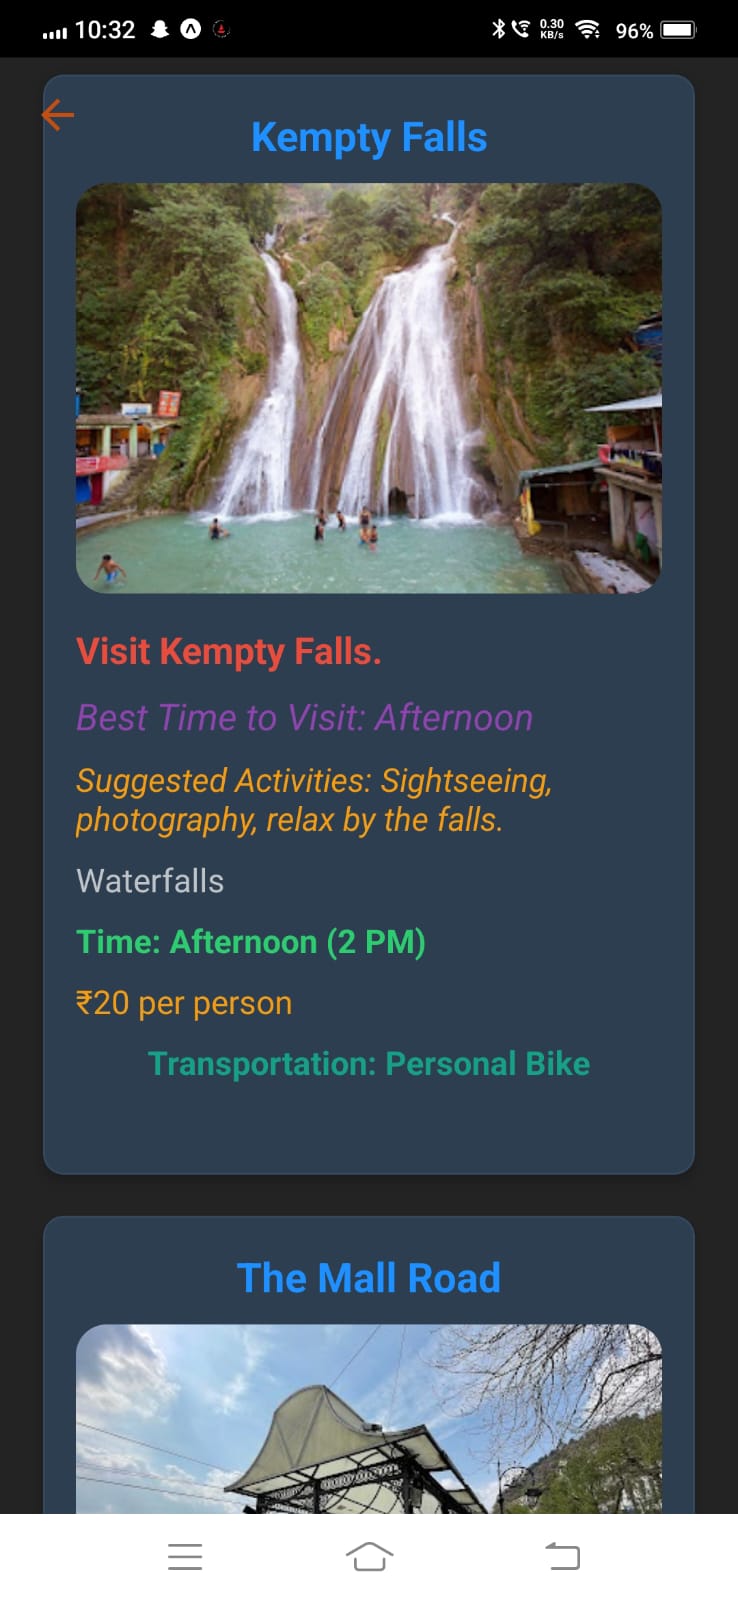 10:32
0.30
KB/s
96%
Kempty Falls
Visit Kempty Falls.
Best Time to Visit: Afternoon
Suggested Activities: Sightseeing,
photography, relax by the falls.
Waterfalls
Time: Afternoon (2 PM)
₹20 per person
Transportation: Personal Bike
The Mall Road